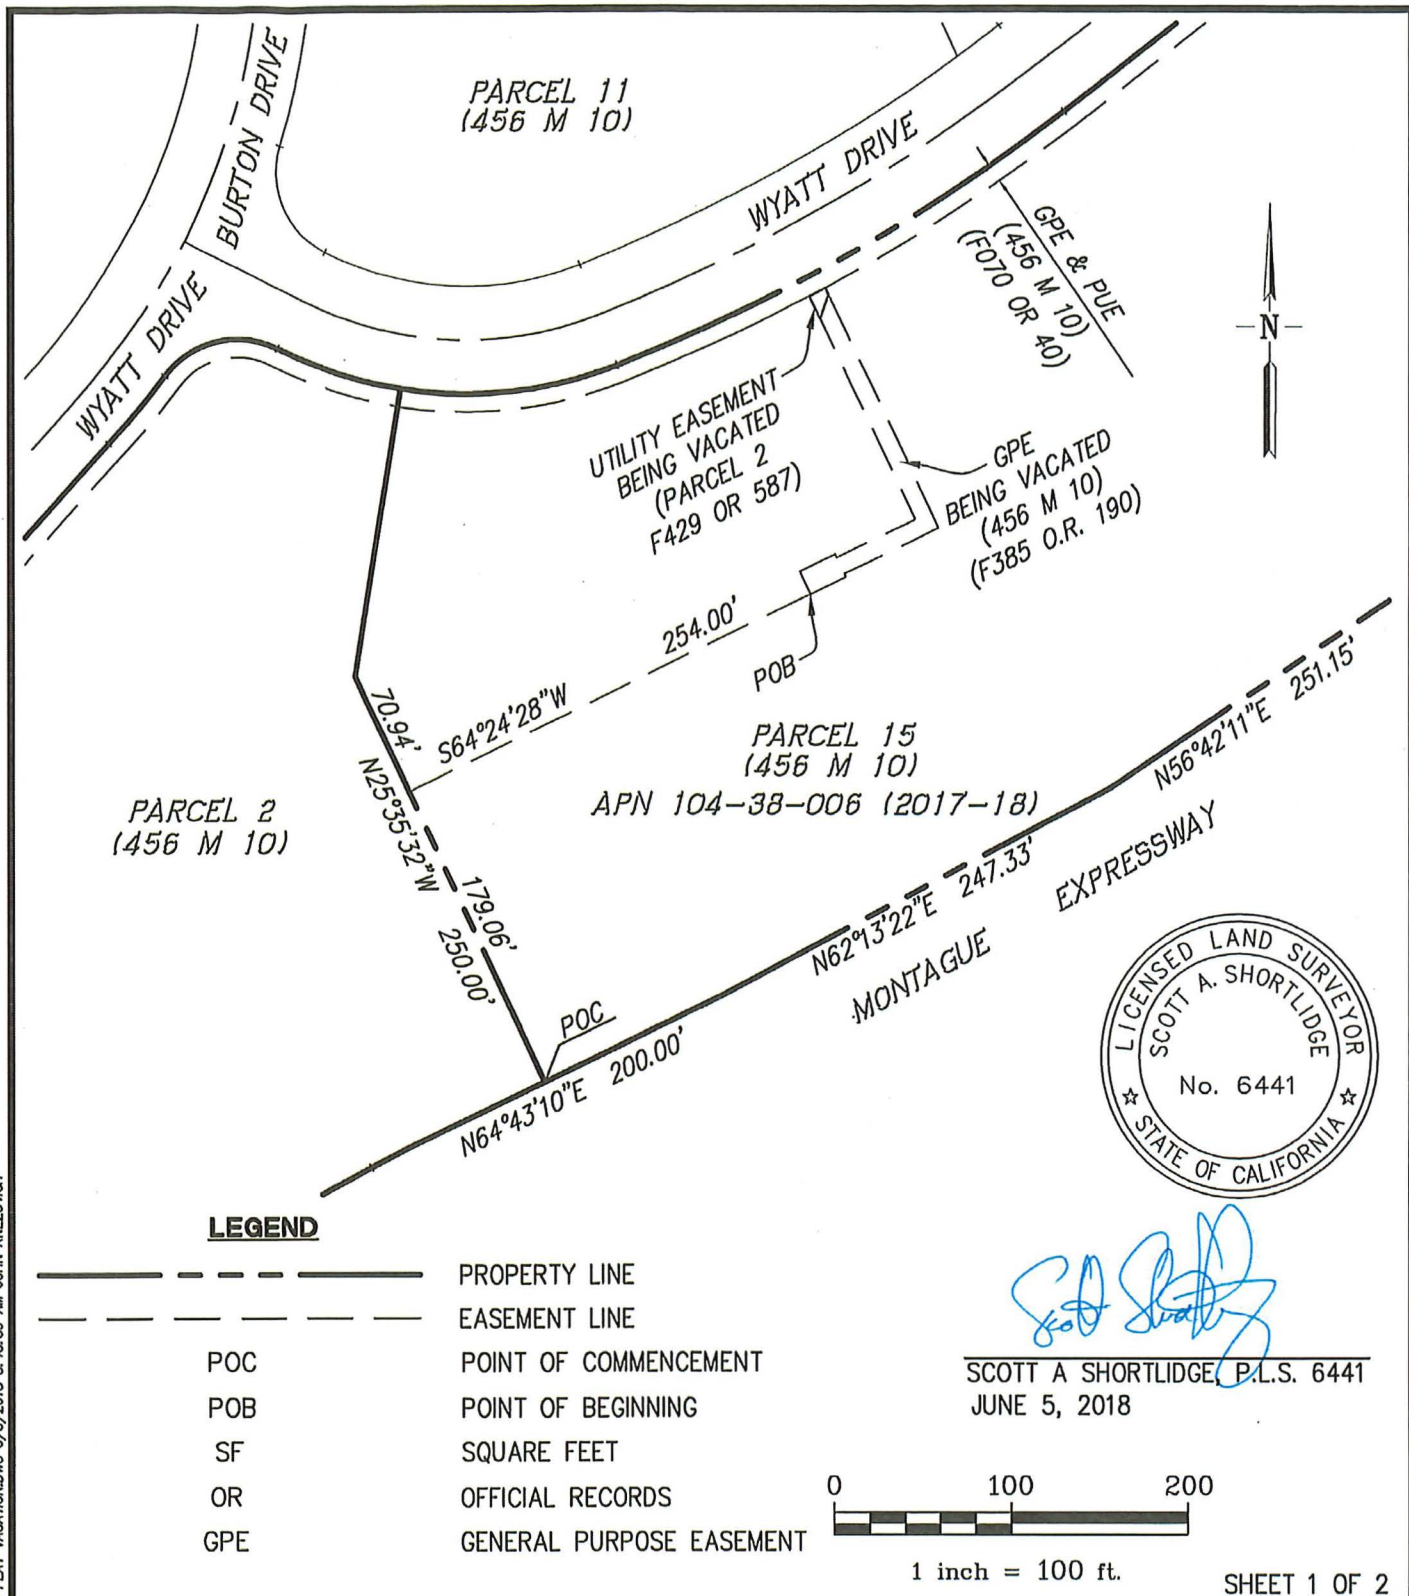 PARCEL 11
(456 M 10)
BURTON DRIVE
WYATT DRIVE
WYATT DRIVE
GPE & PUE
(456 M 10)
(F070 OR 40)
N
UTILITY EASEMENT
BEING VACATED
(PARCEL 2
F429 OR 587)
GPE
BEING VACATED
(456 M 10)
(F385 O.R. 190)
254.00'
POB
S64°24'28"W
70.94'
N25°35'32"W
179.06'
250.00'
PARCEL 2
(456 M 10)
PARCEL 15
(456 M 10)
APN 104-38-006 (2017-18)
N56°42'11"E 251.15'
N62°13'22"E 247.33'
MONTAGUE EXPRESSWAY
POC
N64°43'10"E 200.00'
LICENSED LAND SURVEYOR
SCOTT A. SHORTLIDGE
No. 6441
STATE OF CALIFORNIA
LEGEND
PROPERTY LINE
EASEMENT LINE
POC POINT OF COMMENCEMENT
POB POINT OF BEGINNING
SF SQUARE FEET
OR OFFICIAL RECORDS
GPE GENERAL PURPOSE EASEMENT
SCOTT A SHORTLIDGE, P.L.S. 6441
JUNE 5, 2018
0 100 200
1 inch = 100 ft.
SHEET 1 OF 2